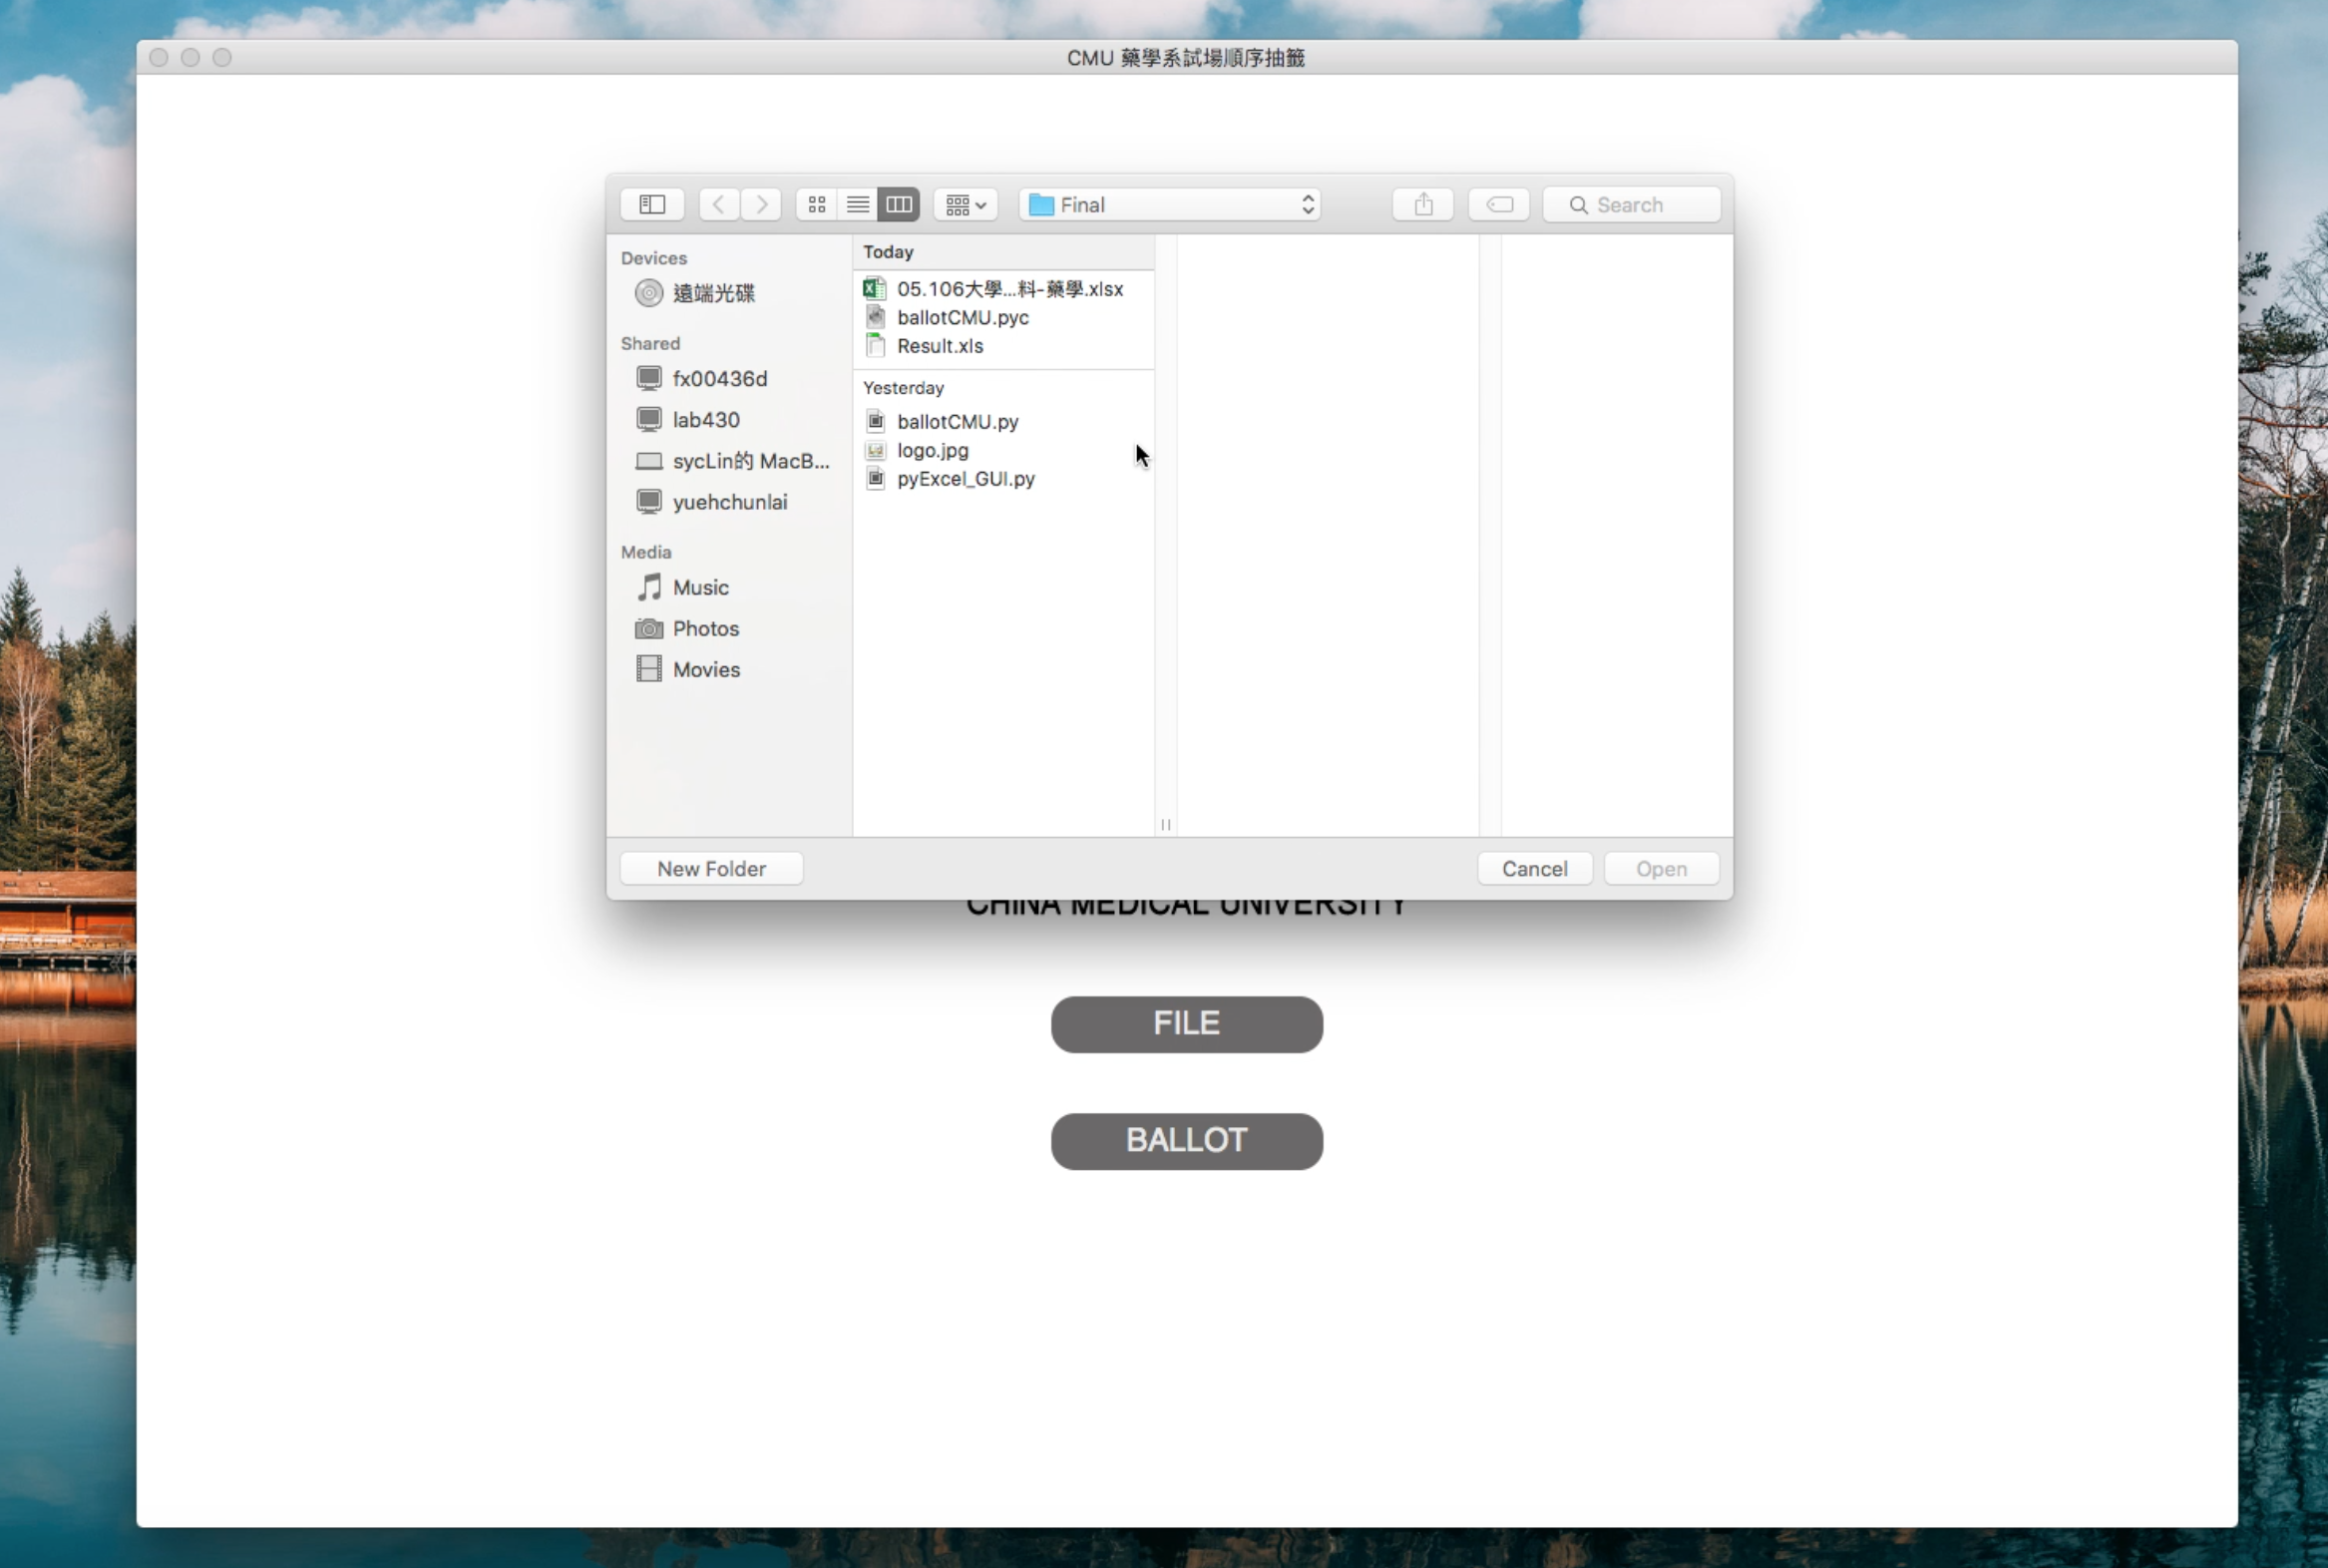 CMU 藥學系試場順序抽籤
Final
Search
Devices
遠端光碟
Shared
fx00436d
lab430
sycLin的 MacB...
yuehchunlai
Media
Music
Photos
Movies
Today
05.106大學...料-藥學.xlsx
ballotCMU.pyc
Result.xls
Yesterday
ballotCMU.py
logo.jpg
pyExcel_GUI.py
New Folder
Cancel
Open
CHINA MEDICAL UNIVERSITY
FILE
BALLOT